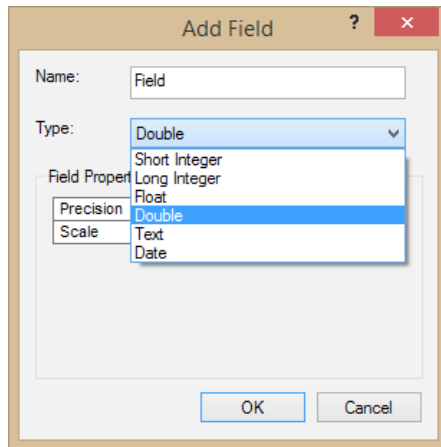 Add Field
?
×
Name:
Field
Type:
Double
Short Integer
Long Integer
Float
Double
Text
Date
Field Proper
Precision
Scale
OK
Cancel